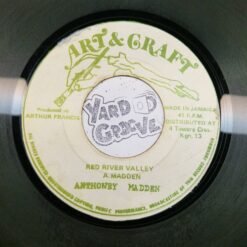 ART & CRAFT
Produced by
ARTHUR FRANCIS
MADE IN JAMAICA
45 R.P.M.
DISTRIBUTED AT
4 Towers Cres.
Kgn. 13
YARD
GROOVE
RED RIVER VALLEY
A. MADDEN
ANTHONEY MADDEN